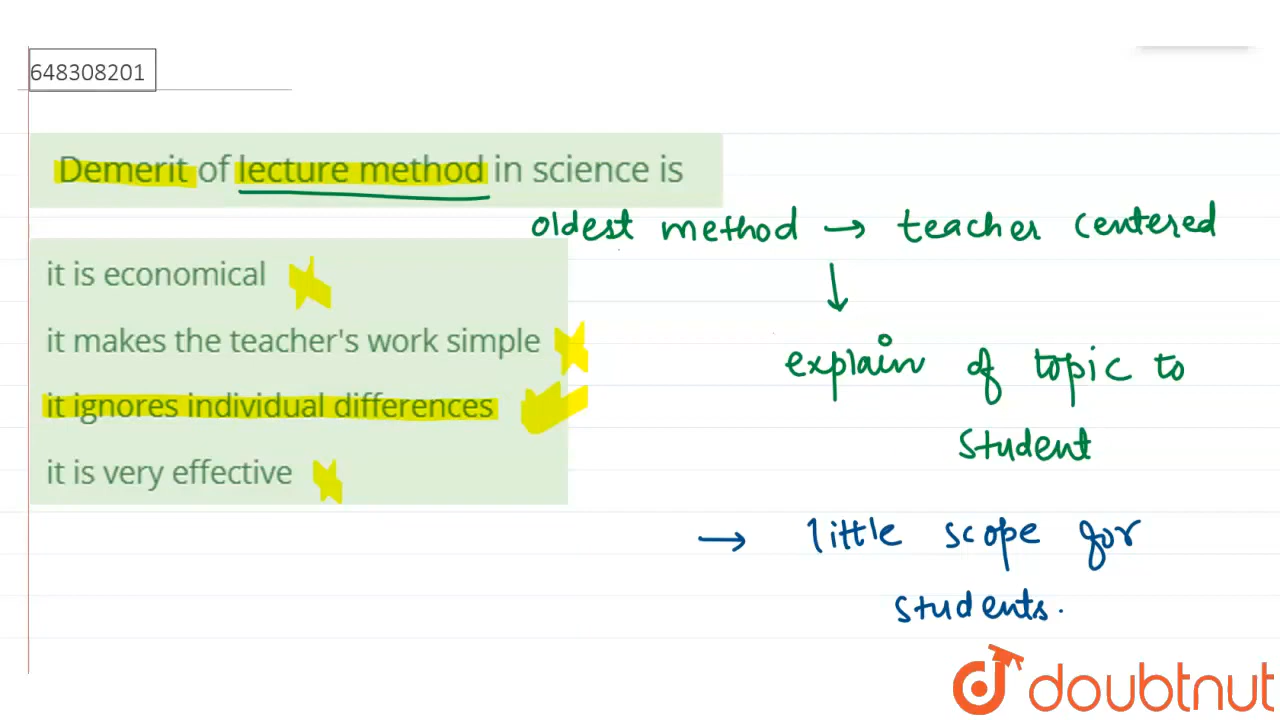 648308201
Demerit of lecture method in science is
oldest method → teacher centered
it is economical
it makes the teacher's work simple
explain of topic to
student
it ignores individual differences
it is very effective
→ little scope for
students.
doubtnut